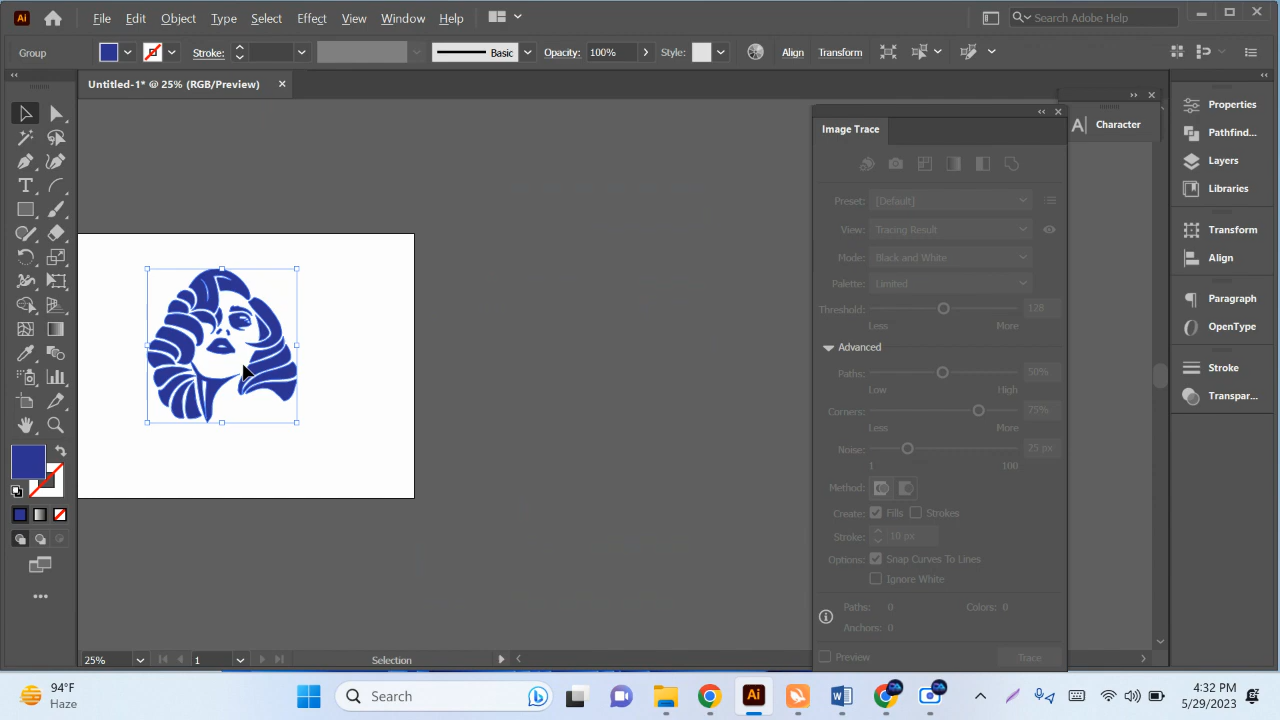 Ai File Edit Object Type Select Effect View Window Help Search Adobe Help
Group Stroke: Basic Opacity: 100% Style: Align Transform
Untitled-1* @ 25% (RGB/Preview)
Image Trace
Preset: [Default]
View: Tracing Result
Mode: Black and White
Palette: Limited
Threshold: 128
Less More
Advanced
Paths: 50%
Low High
Corners: 75%
Less More
Noise: 25 px
1 100
Method:
Create: Fills Strokes
Stroke: 10 px
Options: Snap Curves To Lines
Ignore White
Paths: 0 Colors: 0
Anchors: 0
Preview Trace
A Character
Properties
Pathfind...
Layers
Libraries
Transform
Align
Paragraph
OpenType
Stroke
Transpar...
25% 1 Selection
94°F
Haze
Search
Ai
4:32 PM
5/29/2023